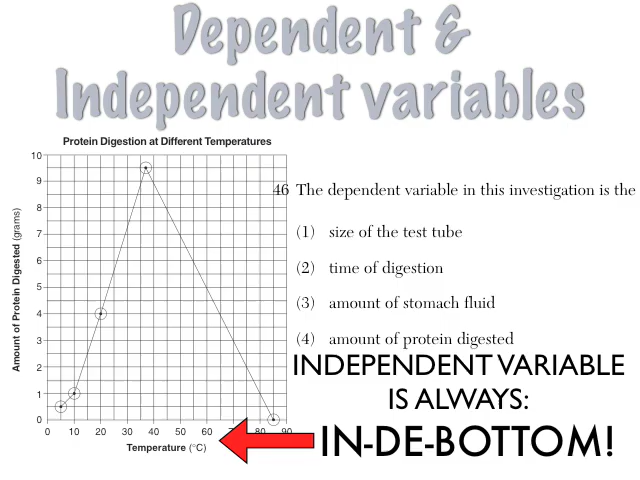 Dependent &
Independent variables
Protein Digestion at Different Temperatures
Amount of Protein Digested (grams)
10
9
8
7
6
5
4
3
2
1
0
0 10 20 30 40 50 60 70 80 90
Temperature (°C)
46 The dependent variable in this investigation is the
(1) size of the test tube
(2) time of digestion
(3) amount of stomach fluid
(4) amount of protein digested
INDEPENDENT VARIABLE
IS ALWAYS:
IN-DE-BOTTOM!